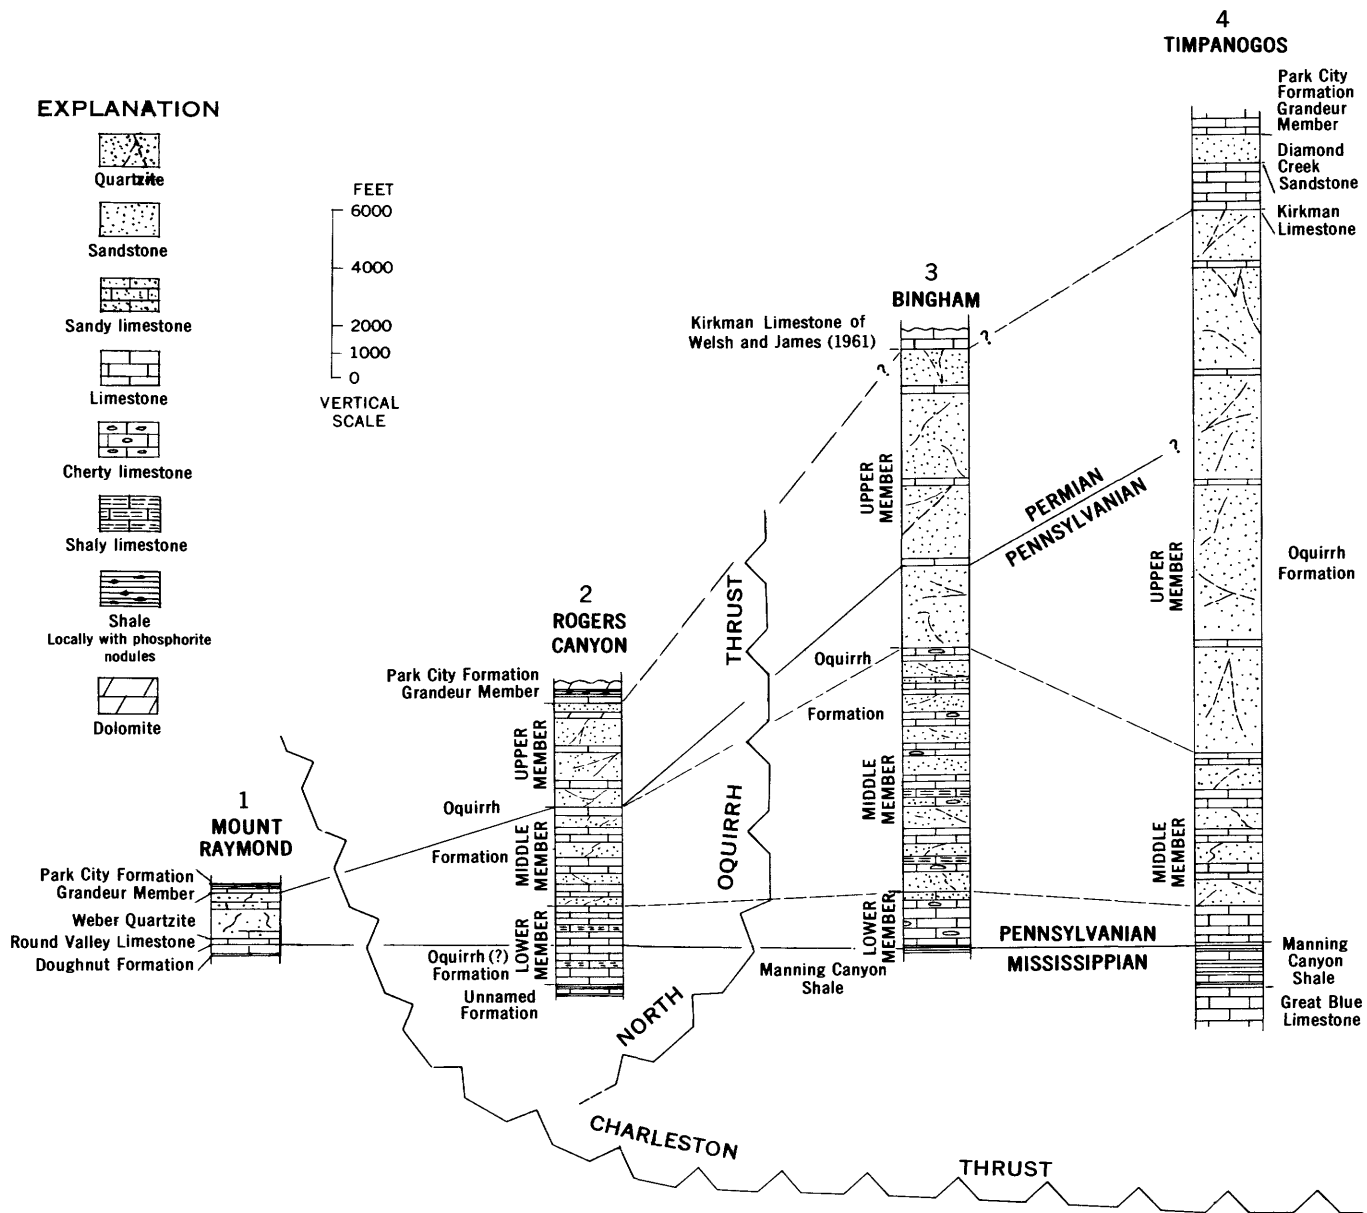 EXPLANATION
Quartzite
Sandstone
Sandy limestone
Limestone
Cherty limestone
Shaly limestone
Shale
Locally with phosphorite
nodules
Dolomite
FEET
6000
4000
2000
1000
0
VERTICAL
SCALE
1
MOUNT
RAYMOND
Park City Formation
Grandeur Member
Weber Quartzite
Round Valley Limestone
Doughnut Formation
2
ROGERS
CANYON
Park City Formation
Grandeur Member
UPPER
MEMBER
Oquirrh
Formation
MIDDLE
MEMBER
LOWER
MEMBER
Oquirrh (?)
Formation
Unnamed
Formation
NORTH
OQUIRRH
THRUST
CHARLESTON
THRUST
3
BINGHAM
Kirkman Limestone of
Welsh and James (1961)
?
?
UPPER
MEMBER
Oquirrh
Formation
MIDDLE
MEMBER
LOWER
MEMBER
Manning Canyon
Shale
PERMIAN
PENNSYLVANIAN
?
PENNSYLVANIAN
MISSISSIPPIAN
4
TIMPANOGOS
Park City
Formation
Grandeur
Member
Diamond
Creek
Sandstone
Kirkman
Limestone
UPPER
MEMBER
Oquirrh
Formation
MIDDLE
MEMBER
Manning
Canyon
Shale
Great Blue
Limestone